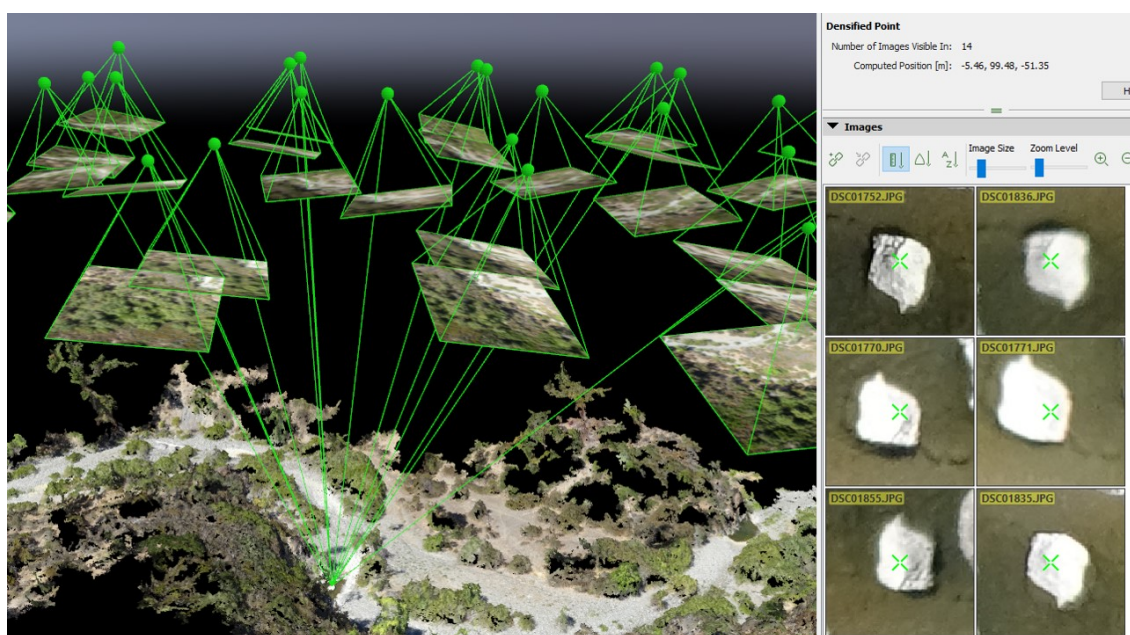 Densified Point
Number of Images Visible In: 14
Computed Position [m]: -5.46, 99.48, -51.35
H
Images
Image Size Zoom Level
DSC01752.JPG DSC01836.JPG
DSC01770.JPG DSC01771.JPG
DSC01855.JPG DSC01835.JPG